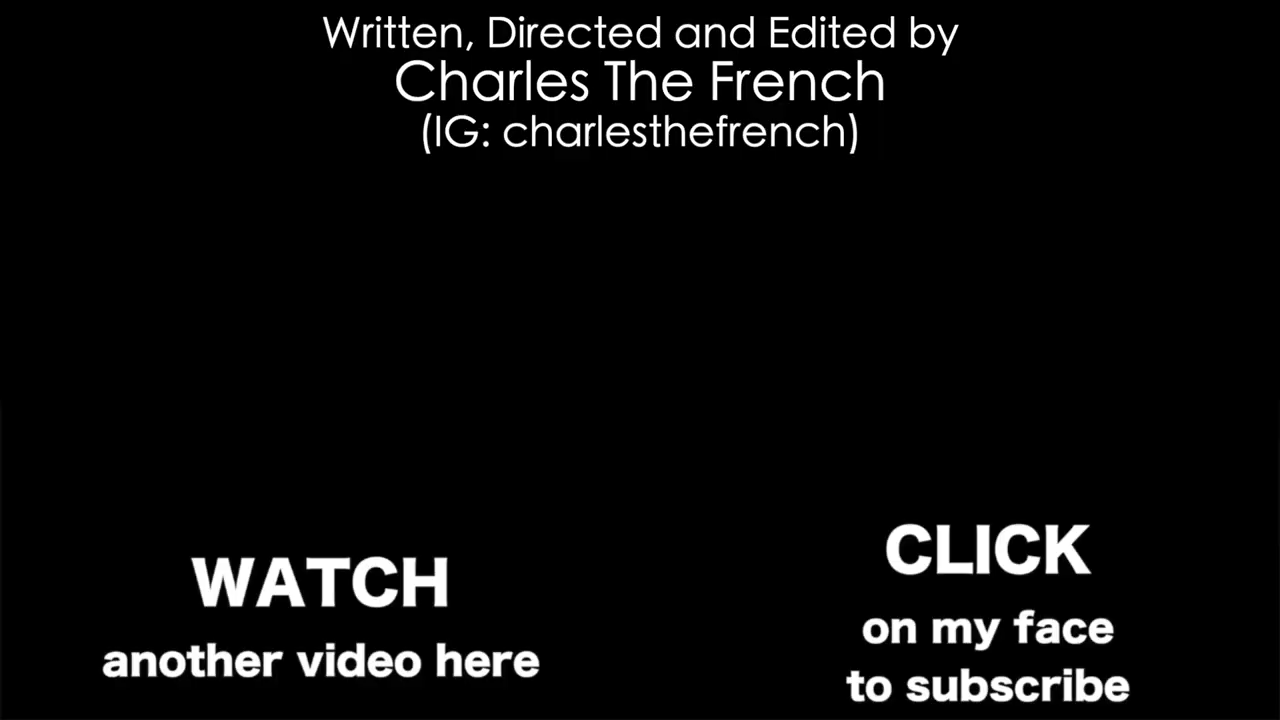 Written, Directed and Edited by
Charles The French
(IG: charlesthefrench)
WATCH
another video here
CLICK
on my face
to subscribe